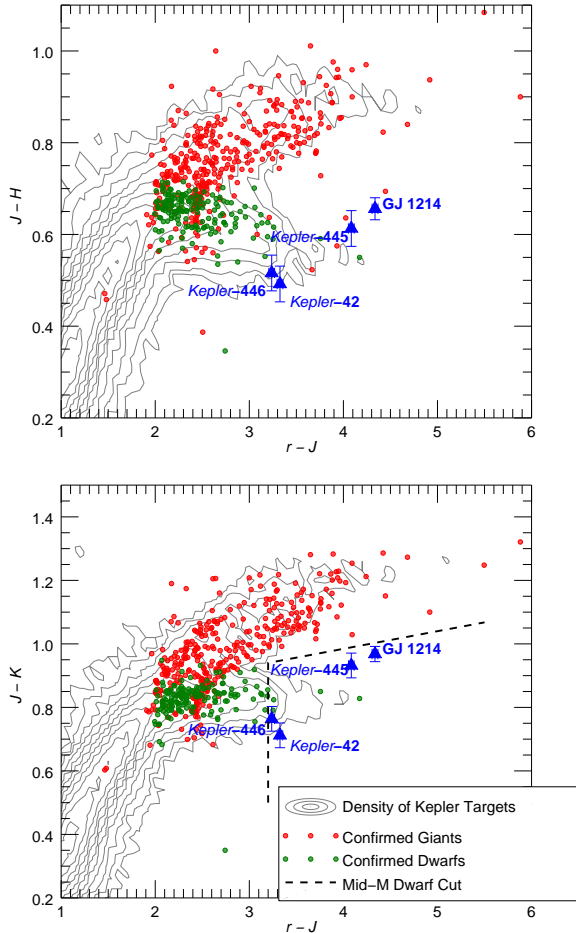 1.0
0.8
0.6
0.4
0.2
J − H
GJ 1214
Kepler−445
Kepler−446
Kepler−42
1 2 3 4 5 6
r − J
1.4
1.2
1.0
0.8
0.6
0.4
0.2
J − K
GJ 1214
Kepler−445
Kepler−446
Kepler−42
Density of Kepler Targets
Confirmed Giants
Confirmed Dwarfs
Mid−M Dwarf Cut
1 2 3 4 5 6
r − J